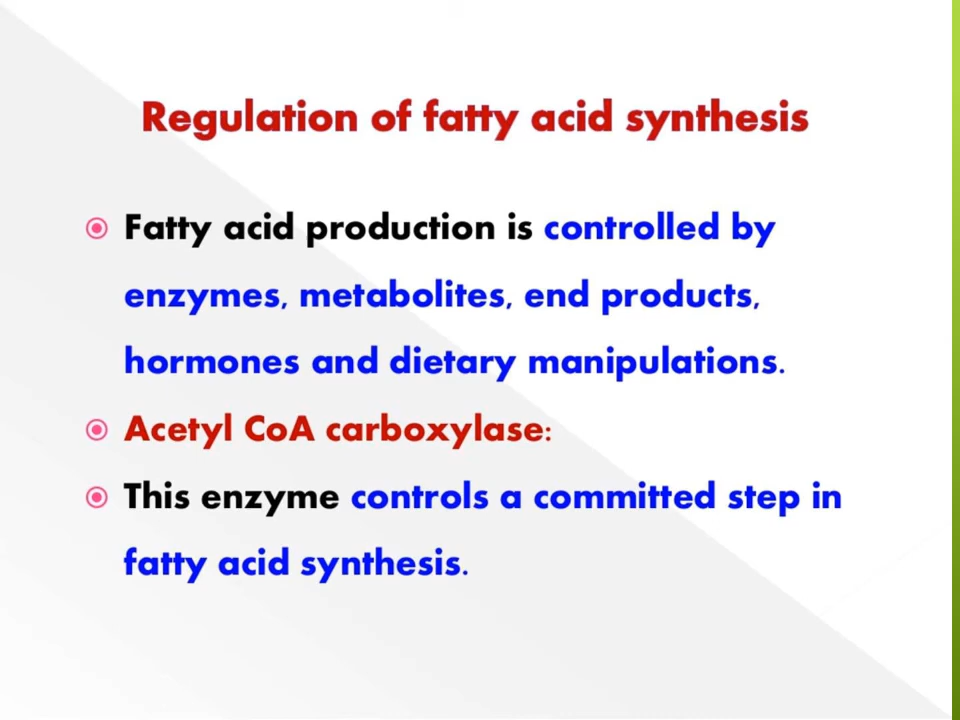 Regulation of fatty acid synthesis
Fatty acid production is controlled by
enzymes, metabolites, end products,
hormones and dietary manipulations.
Acetyl CoA carboxylase:
This enzyme controls a committed step in
fatty acid synthesis.